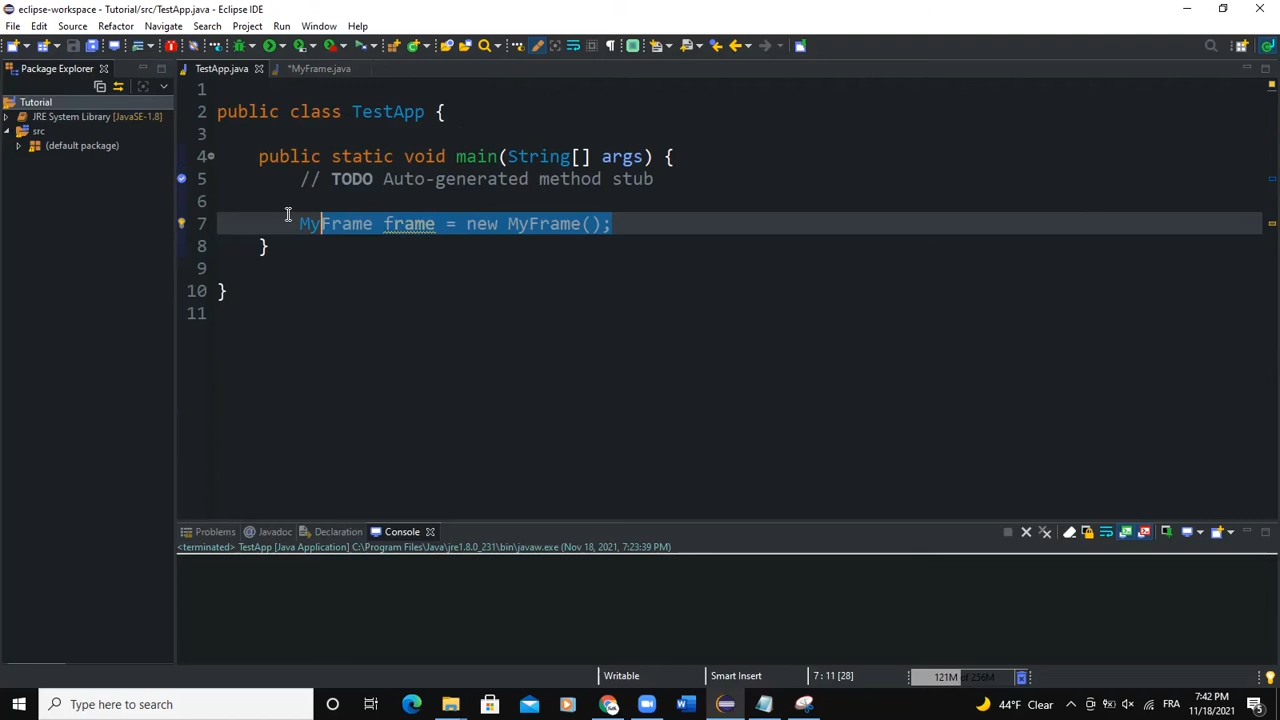 eclipse-workspace - Tutorial/src/TestApp.java - Eclipse IDE
File Edit Source Refactor Navigate Search Project Run Window Help
Package Explorer
TestApp.java
*MyFrame.java
Tutorial
JRE System Library [JavaSE-1.8]
src
(default package)
1
2 public class TestApp {
3
4 public static void main(String[] args) {
5 // TODO Auto-generated method stub
6
7 MyFrame frame = new MyFrame();
8 }
9
10 }
11
Problems Javadoc Declaration Console
<terminated> TestApp [Java Application] C:\Program Files\Java\jre1.8.0_231\bin\javaw.exe (Nov 18, 2021, 7:23:39 PM)
Writable Smart Insert 7 : 11 [28] 121M of 256M
Type here to search
44°F Clear
FRA
7:42 PM
11/18/2021